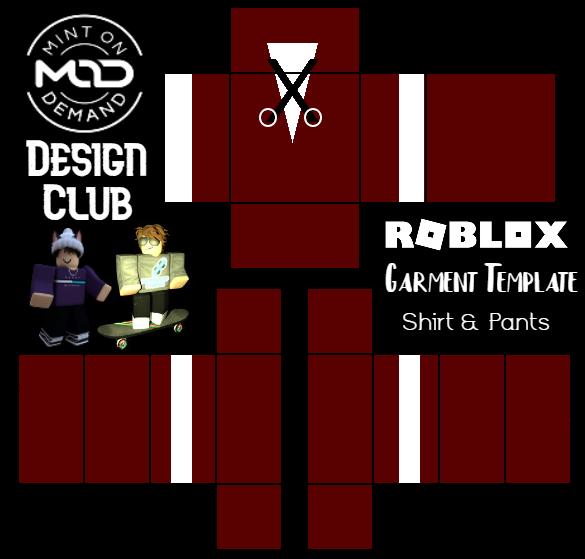 MINT ON
MOD
DEMAND
DESIGN
CLUB
ROBLOX
GARMENT TEMPLATE
Shirt & Pants